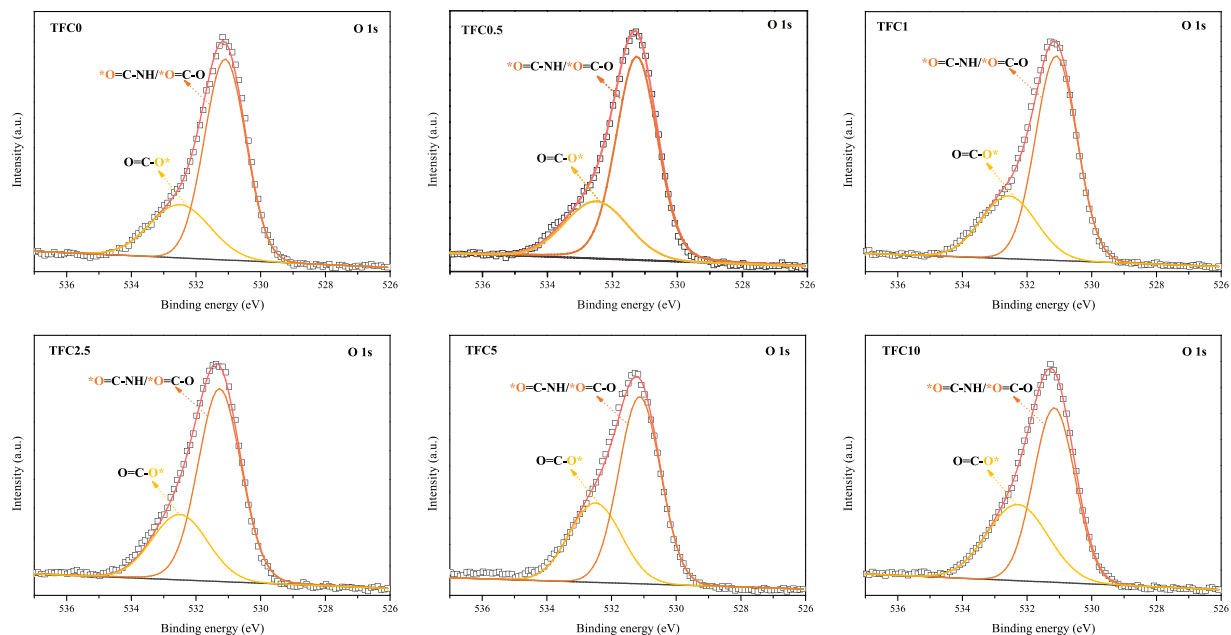 TFC0
O 1s
*O=C-NH/*O=C-O
O=C-O*
Intensity (a.u.)
536 534 532 530 528 526
Binding energy (eV)
TFC0.5
O 1s
*O=C-NH/*O=C-O
O=C-O*
Intensity (a.u.)
536 534 532 530 528 526
Binding energy (eV)
TFC1
O 1s
*O=C-NH/*O=C-O
O=C-O*
Intensity (a.u.)
536 534 532 530 528 526
Binding energy (eV)
TFC2.5
O 1s
*O=C-NH/*O=C-O
O=C-O*
Intensity (a.u.)
536 534 532 530 528 526
Binding energy (eV)
TFC5
O 1s
*O=C-NH/*O=C-O
O=C-O*
Intensity (a.u.)
536 534 532 530 528 526
Binding energy (eV)
TFC10
O 1s
*O=C-NH/*O=C-O
O=C-O*
Intensity (a.u.)
536 534 532 530 528 526
Binding energy (eV)